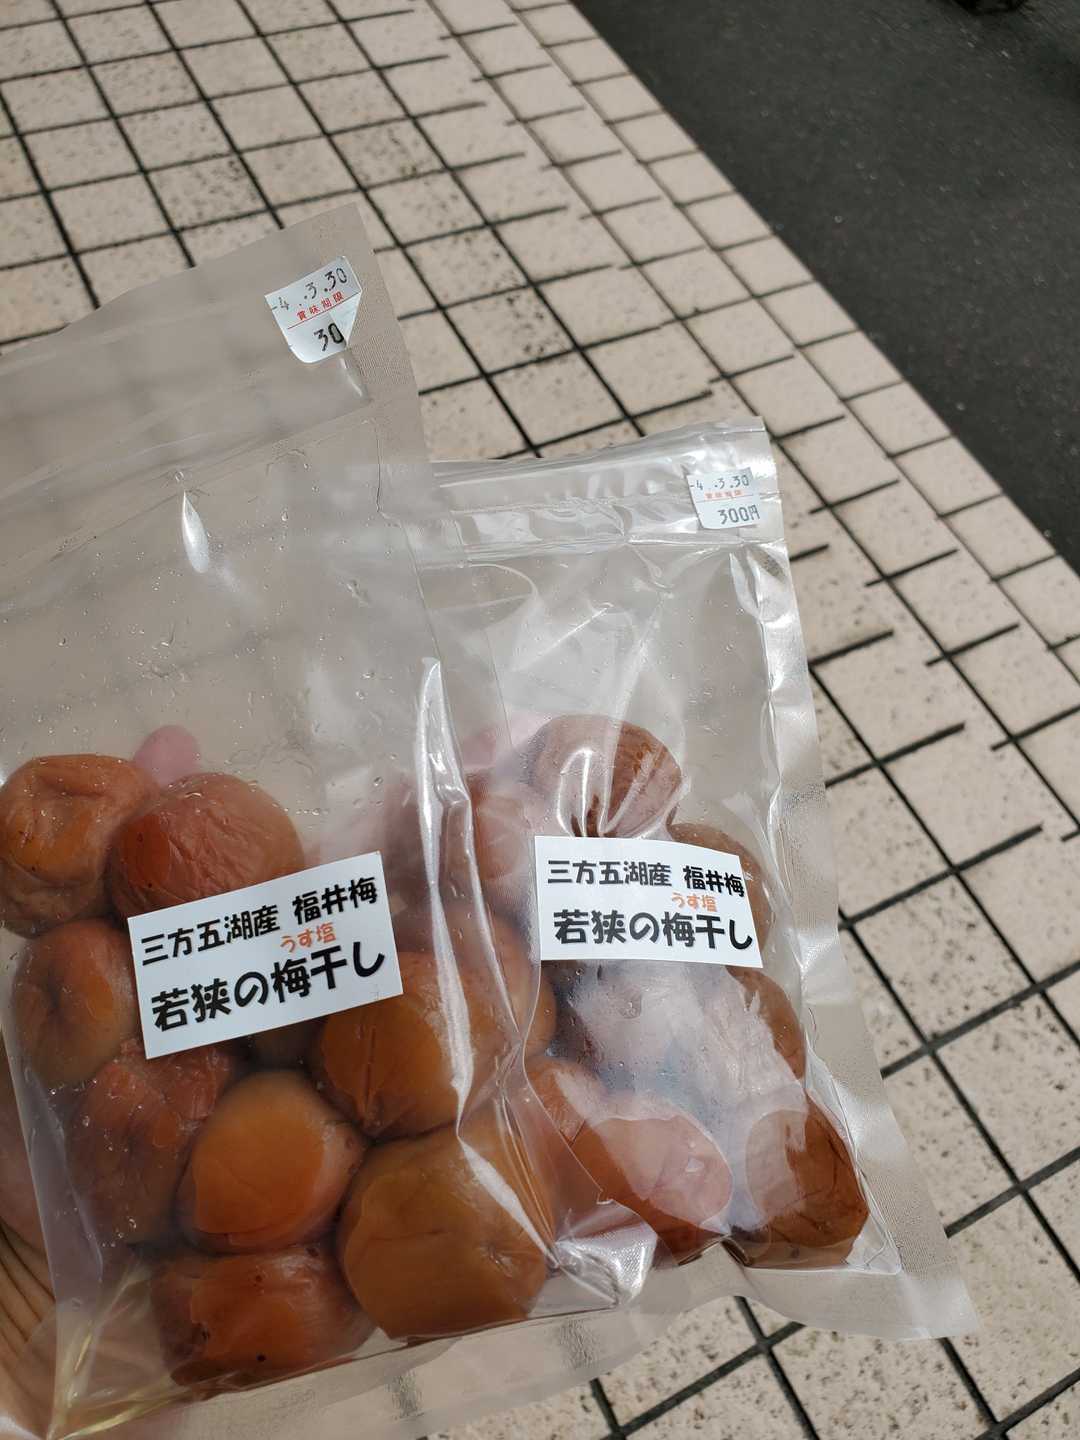 -4..3.30
賞味期限
30
-4..3.30
賞味期限
300円
三方五湖産 福井梅
うす塩
若狭の梅干し
三方五湖産 福井梅
うす塩
若狭の梅干し